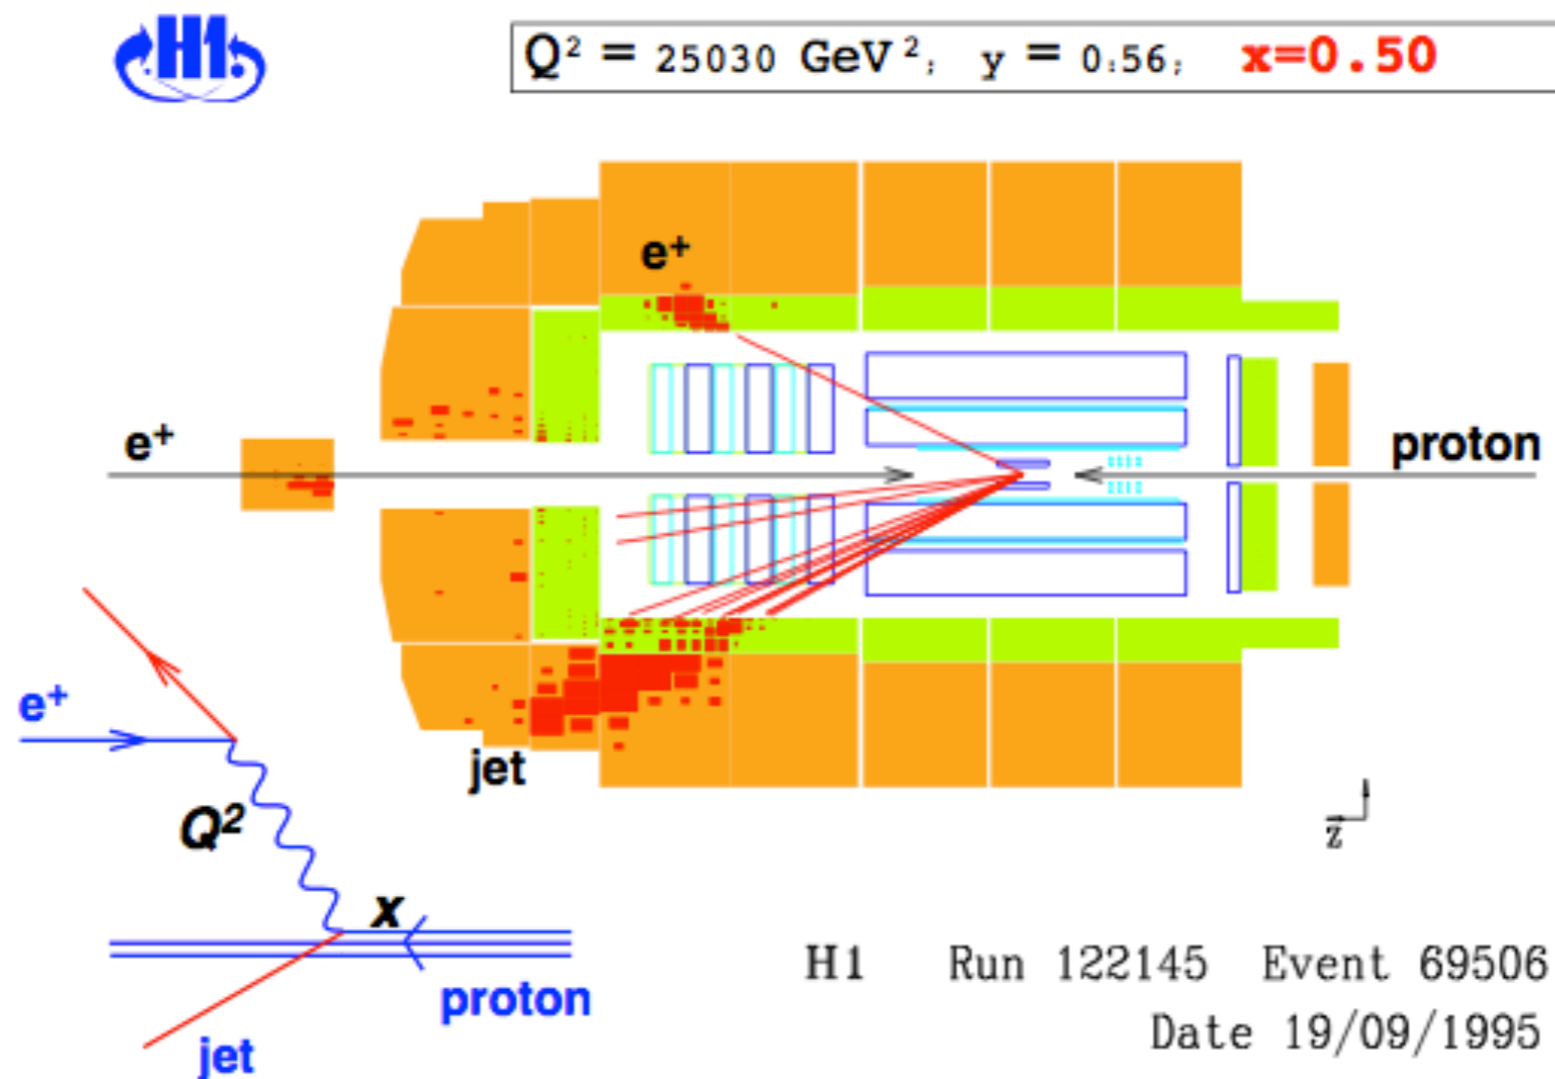 H1
Q² = 25030 GeV², y = 0.56, x=0.50
e⁺
e⁺
proton
jet
e⁺
Q²
z
x
proton
jet
H1 Run 122145 Event 69506
Date 19/09/1995